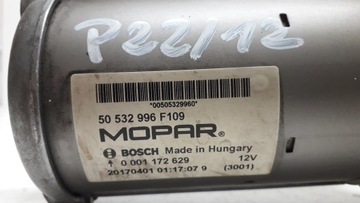 P22/12
*00505329960*
50 532 996 F109
MOPAR®
BOSCH Made in Hungary
0 001 172 629 12V
20170401 01:17:07 9 (3001)